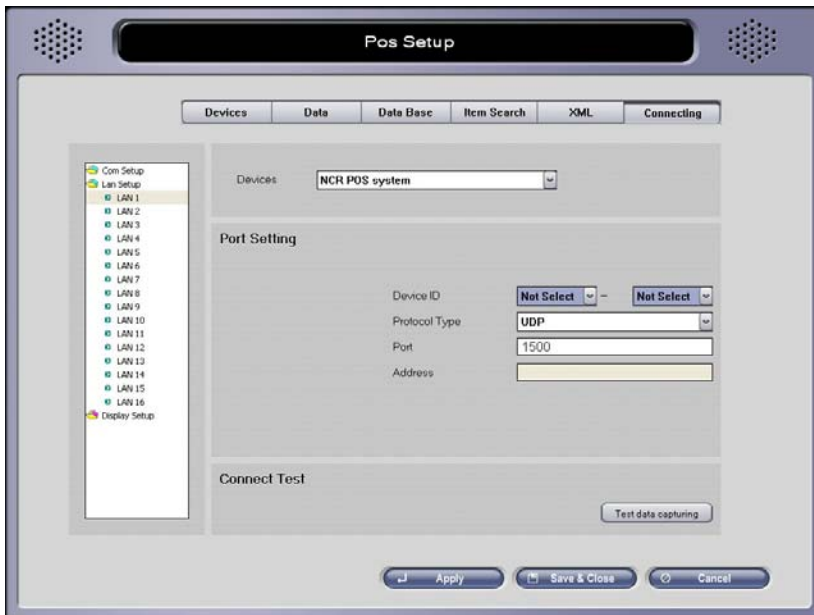 Pos Setup
Devices
Data
Data Base
Item Search
XML
Connecting
Com Setup
Lan Setup
LAN 1
LAN 2
LAN 3
LAN 4
LAN 5
LAN 6
LAN 7
LAN 8
LAN 9
LAN 10
LAN 11
LAN 12
LAN 13
LAN 14
LAN 15
LAN 16
Display Setup
Devices NCR POS system
Port Setting
Device ID Not Select – Not Select
Protocol Type UDP
Port 1500
Address
Connect Test
Test data capturing
Apply
Save & Close
Cancel